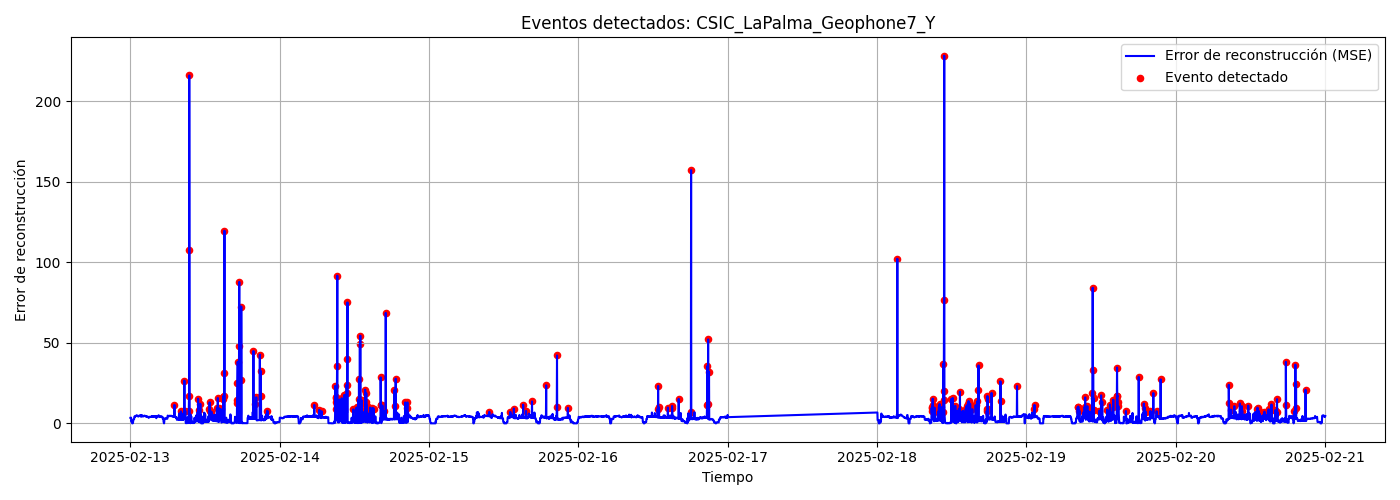 Eventos detectados: CSIC_LaPalma_Geophone7_Y
Error de reconstrucción (MSE)
Evento detectado
Error de reconstrucción
200
150
100
50
0
2025-02-13 2025-02-14 2025-02-15 2025-02-16 2025-02-17 2025-02-18 2025-02-19 2025-02-20 2025-02-21
Tiempo